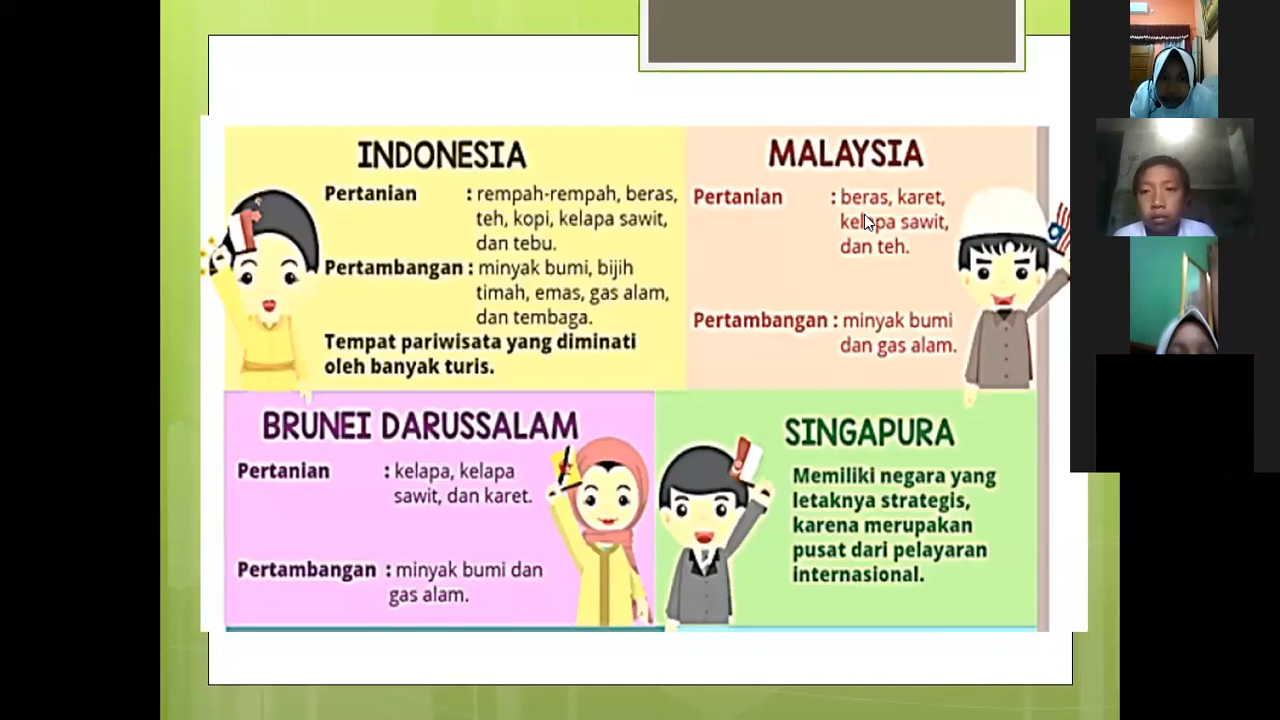 INDONESIA
Pertanian : rempah-rempah, beras,
teh, kopi, kelapa sawit,
dan tebu.
Pertambangan : minyak bumi, bijih
timah, emas, gas alam,
dan tembaga.
Tempat pariwisata yang diminati
oleh banyak turis.
MALAYSIA
Pertanian : beras, karet,
kelapa sawit,
dan teh.
Pertambangan : minyak bumi
dan gas alam.
BRUNEI DARUSSALAM
Pertanian : kelapa, kelapa
sawit, dan karet.
Pertambangan : minyak bumi dan
gas alam.
SINGAPURA
Memiliki negara yang
letaknya strategis,
karena merupakan
pusat dari pelayaran
internasional.